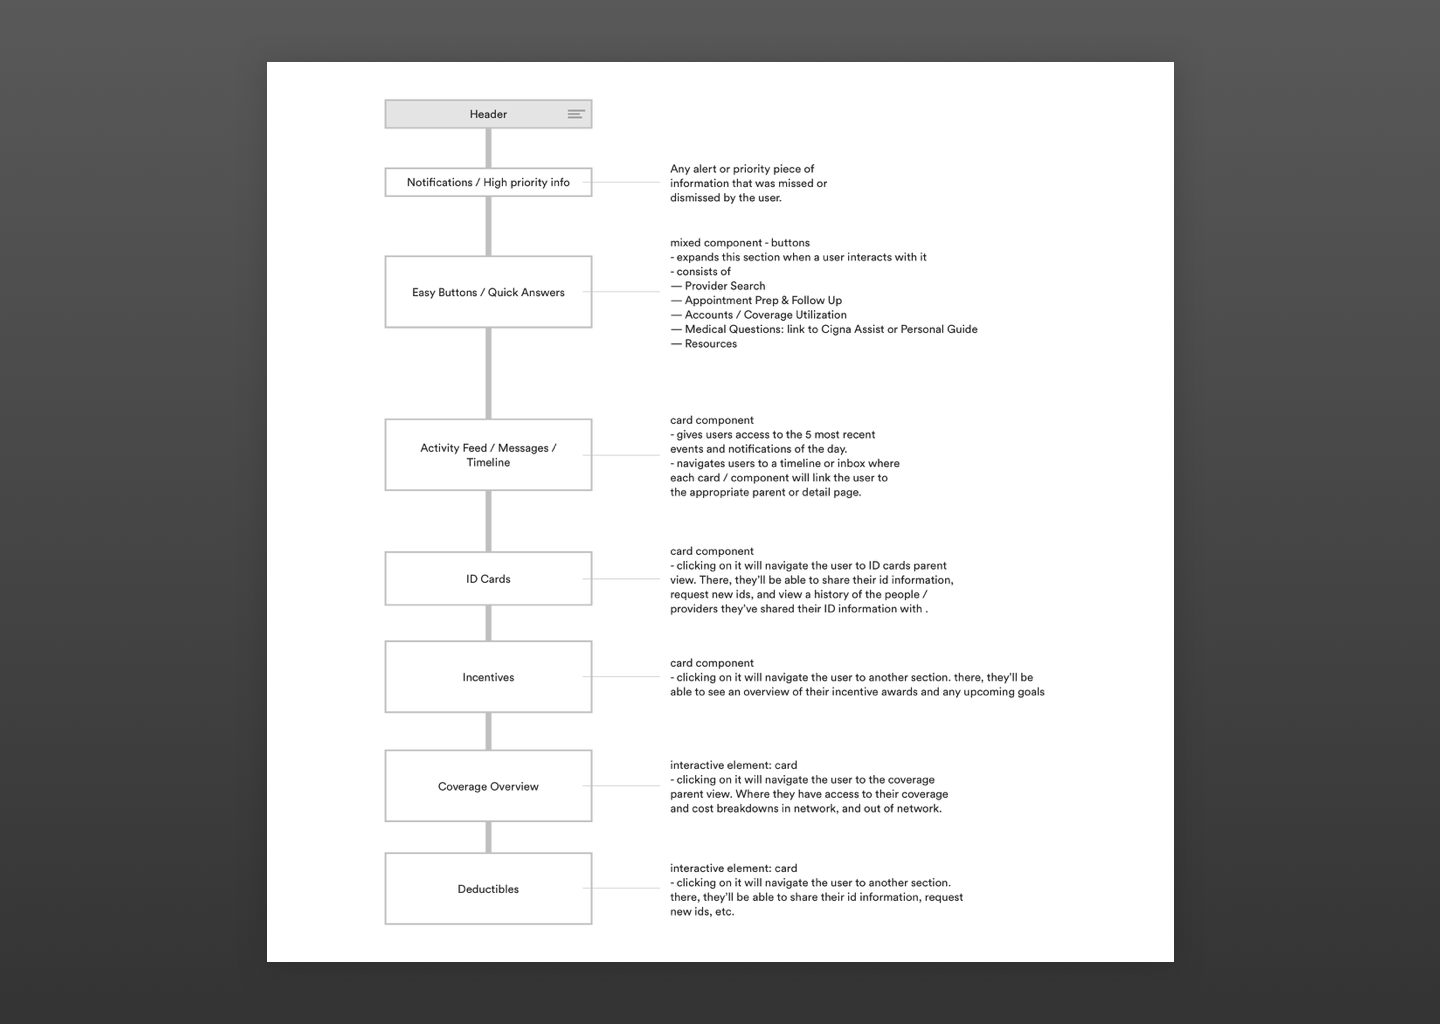 Header
Notifications / High priority info
Any alert or priority piece of
information that was missed or
dismissed by the user.
mixed component - buttons
- expands this section when a user interacts with it
- consists of
— Provider Search
— Appointment Prep & Follow Up
— Accounts / Coverage Utilization
— Medical Questions: link to Cigna Assist or Personal Guide
— Resources
Easy Buttons / Quick Answers
Activity Feed / Messages /
Timeline
card component
- gives users access to the 5 most recent
events and notifications of the day.
- navigates users to a timeline or inbox where
each card / component will link the user to
the appropriate parent or detail page.
ID Cards
card component
- clicking on it will navigate the user to ID cards parent
view. There, they'll be able to share their id information,
request new ids, and view a history of the people /
providers they've shared their ID information with .
Incentives
card component
- clicking on it will navigate the user to another section. there, they'll be
able to see an overview of their incentive awards and any upcoming goals
Coverage Overview
interactive element: card
- clicking on it will navigate the user to the coverage
parent view. Where they have access to their coverage
and cost breakdowns in network, and out of network.
Deductibles
interactive element: card
- clicking on it will navigate the user to another section.
there, they'll be able to share their id information, request
new ids, etc.